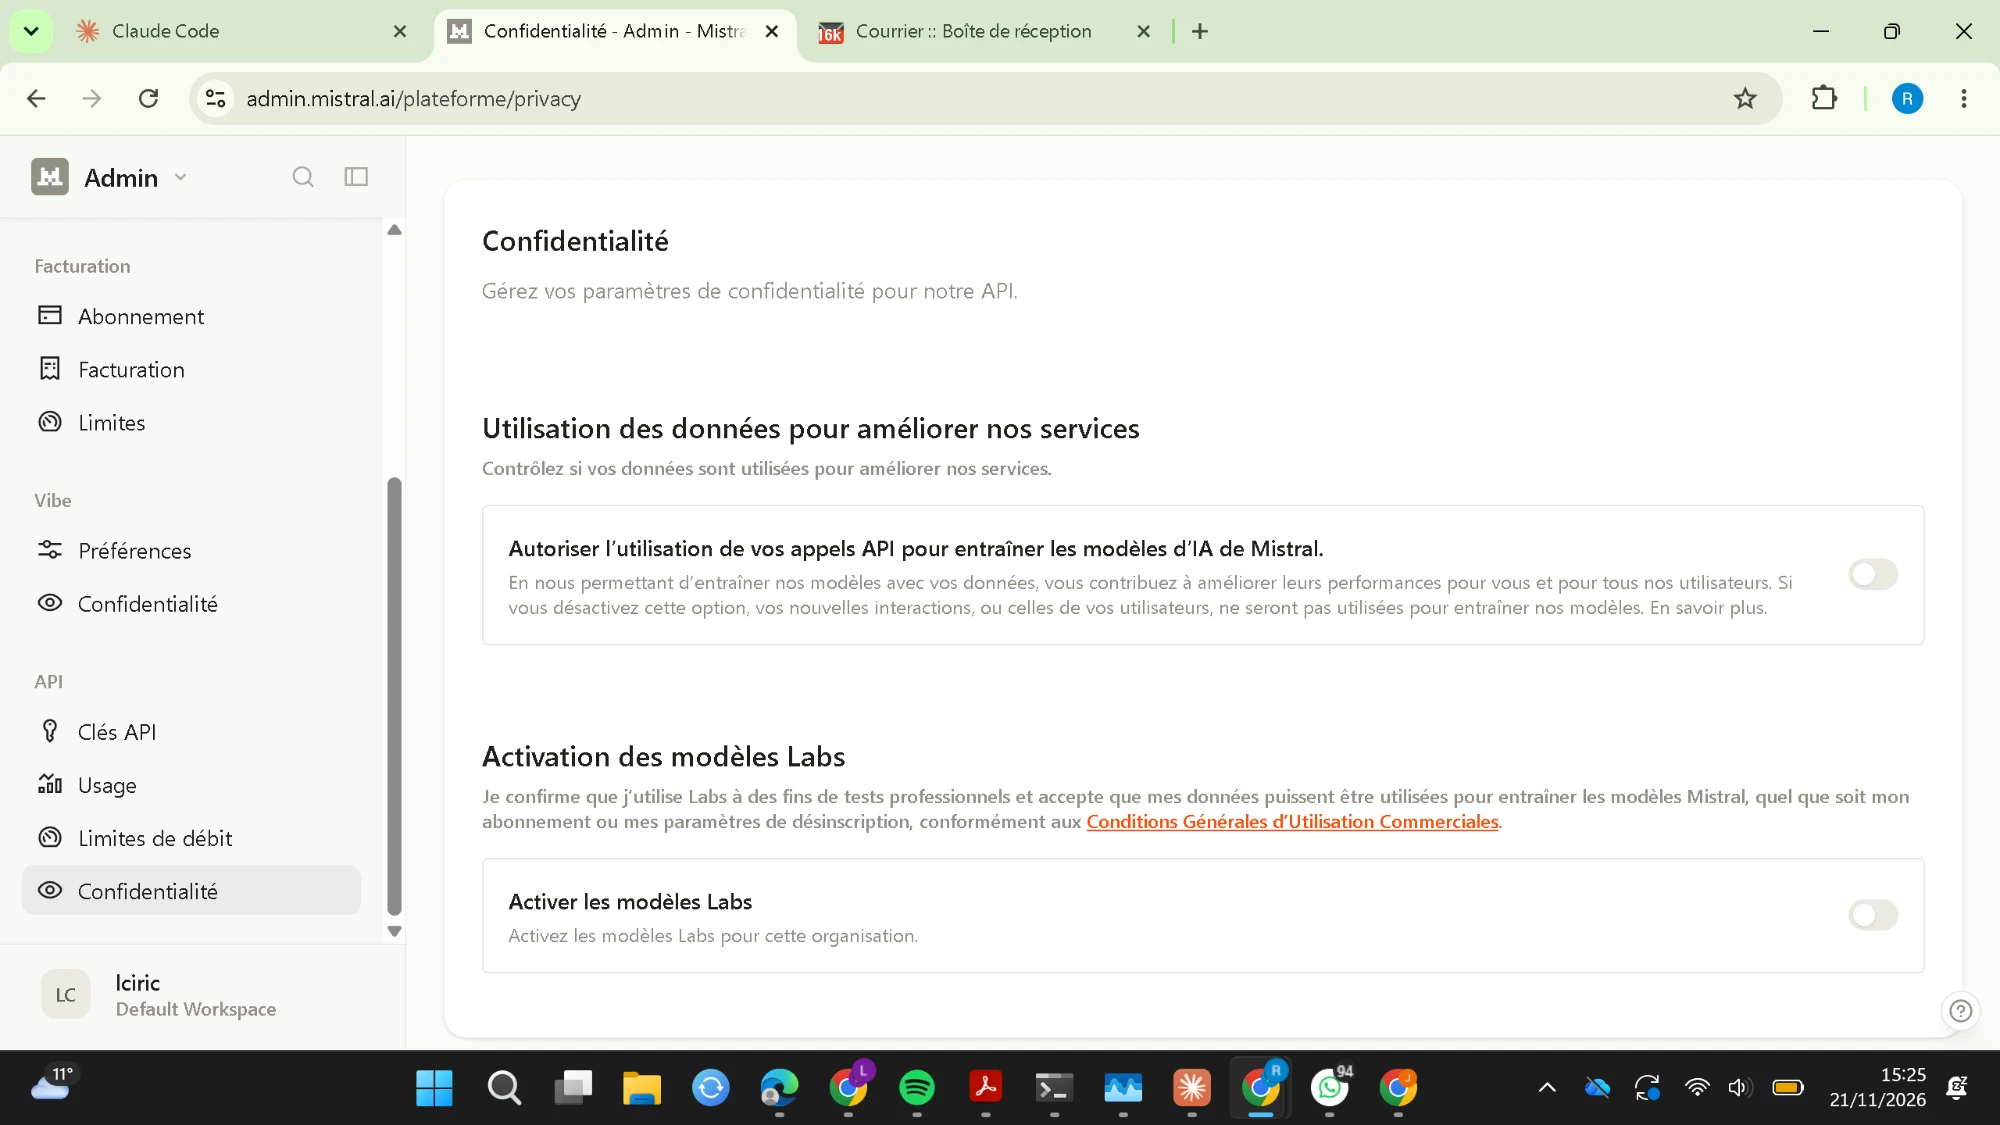 Claude Code
Confidentialité - Admin - Mistra
16k
Courrier :: Boîte de réception
admin.mistral.ai/plateforme/privacy
R
Admin
Facturation
Abonnement
Facturation
Limites
Vibe
Préférences
Confidentialité
API
Clés API
Usage
Limites de débit
Confidentialité
LC
lciric
Default Workspace
Confidentialité
Gérez vos paramètres de confidentialité pour notre API.
Utilisation des données pour améliorer nos services
Contrôlez si vos données sont utilisées pour améliorer nos services.
Autoriser l’utilisation de vos appels API pour entraîner les modèles d’IA de Mistral.
En nous permettant d’entraîner nos modèles avec vos données, vous contribuez à améliorer leurs performances pour vous et pour tous nos utilisateurs. Si
vous désactivez cette option, vos nouvelles interactions, ou celles de vos utilisateurs, ne seront pas utilisées pour entraîner nos modèles. En savoir plus.
Activation des modèles Labs
Je confirme que j’utilise Labs à des fins de tests professionnels et accepte que mes données puissent être utilisées pour entraîner les modèles Mistral, quel que soit mon
abonnement ou mes paramètres de désinscription, conformément aux Conditions Générales d’Utilisation Commerciales.
Activer les modèles Labs
Activez les modèles Labs pour cette organisation.
11°
L
R
94
J
15:25
21/11/2026